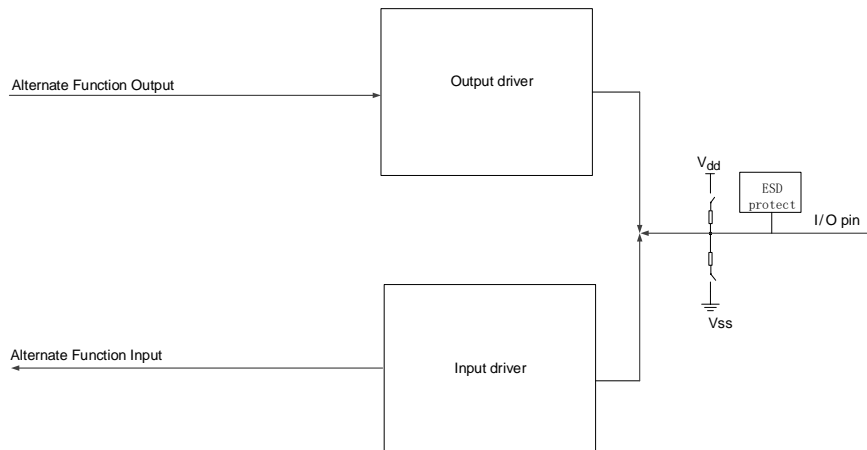 Alternate Function Output
Output driver
Vdd
ESD
protect
I/O pin
Vss
Alternate Function Input
Input driver